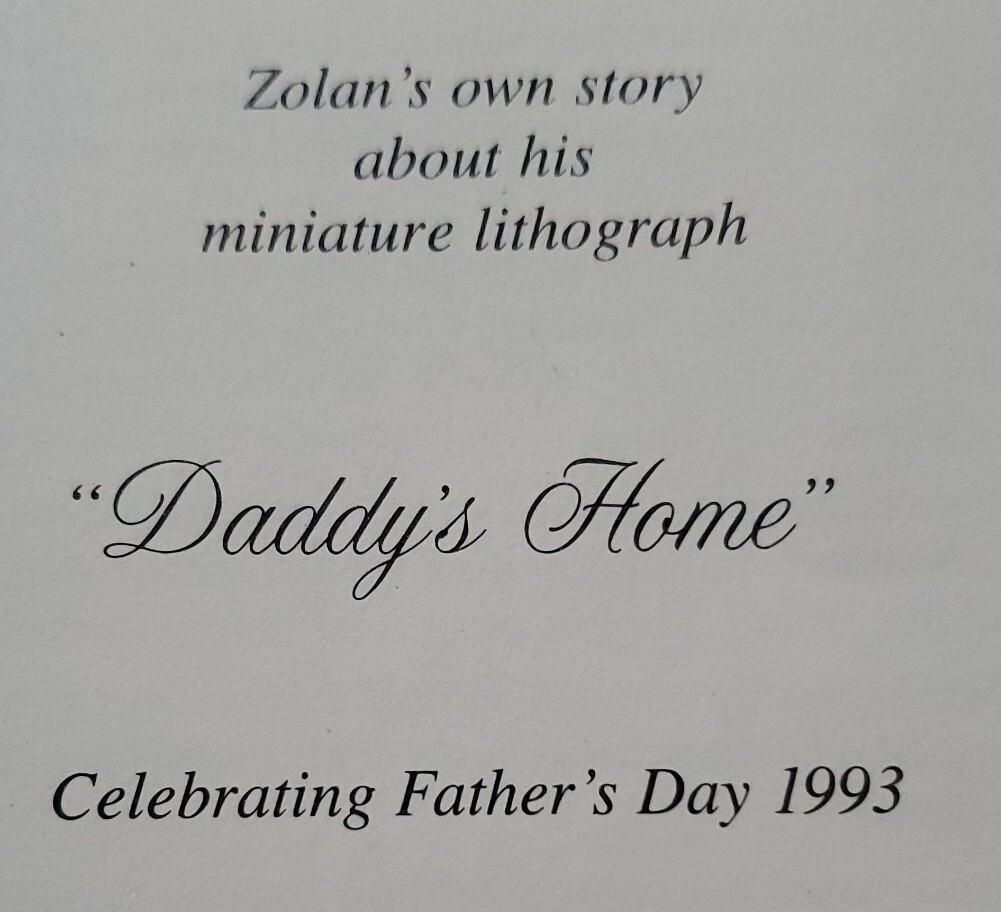 Zolan's own story
about his
miniature lithograph
“Daddy's Home”
Celebrating Father's Day 1993